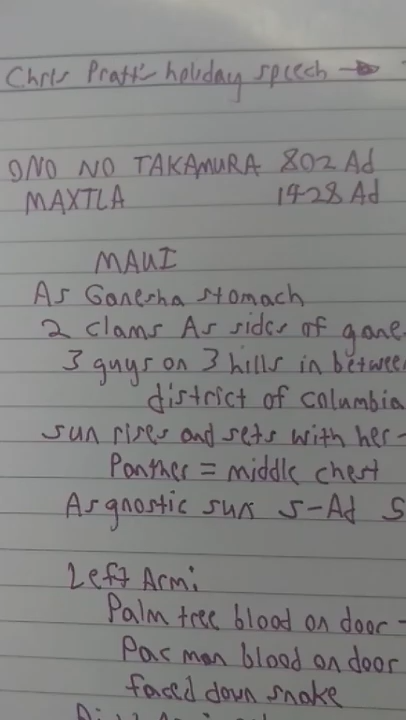 Chris Pratt's holiday speech →
ONO NO TAKAMURA 802 Ad
MAXTLA 1428 Ad
MAUI
As Ganesha stomach
2 clams As sides of gane
3 guys on 3 hills in betwee
district of columbia
sun rises and sets with her-
Panther = middle chest
As gnostic sun S-Ad S
Left Arm:
Palm tree blood on door -
Pac man blood on door
faced down snake